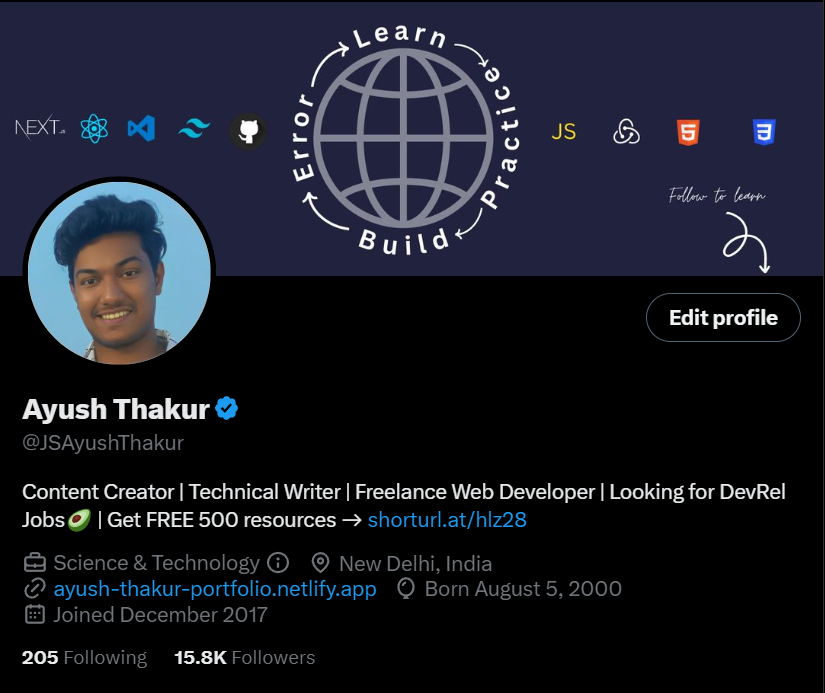 Learn
Practice
Build
Error
NEXT.JS
JS
5
3
Follow to learn
Edit profile
Ayush Thakur
@JSAyushThakur
Content Creator | Technical Writer | Freelance Web Developer | Looking for DevRel
Jobs🥑 | Get FREE 500 resources → shorturl.at/hlz28
Science & Technology New Delhi, India
ayush-thakur-portfolio.netlify.app Born August 5, 2000
Joined December 2017
205 Following 15.8K Followers